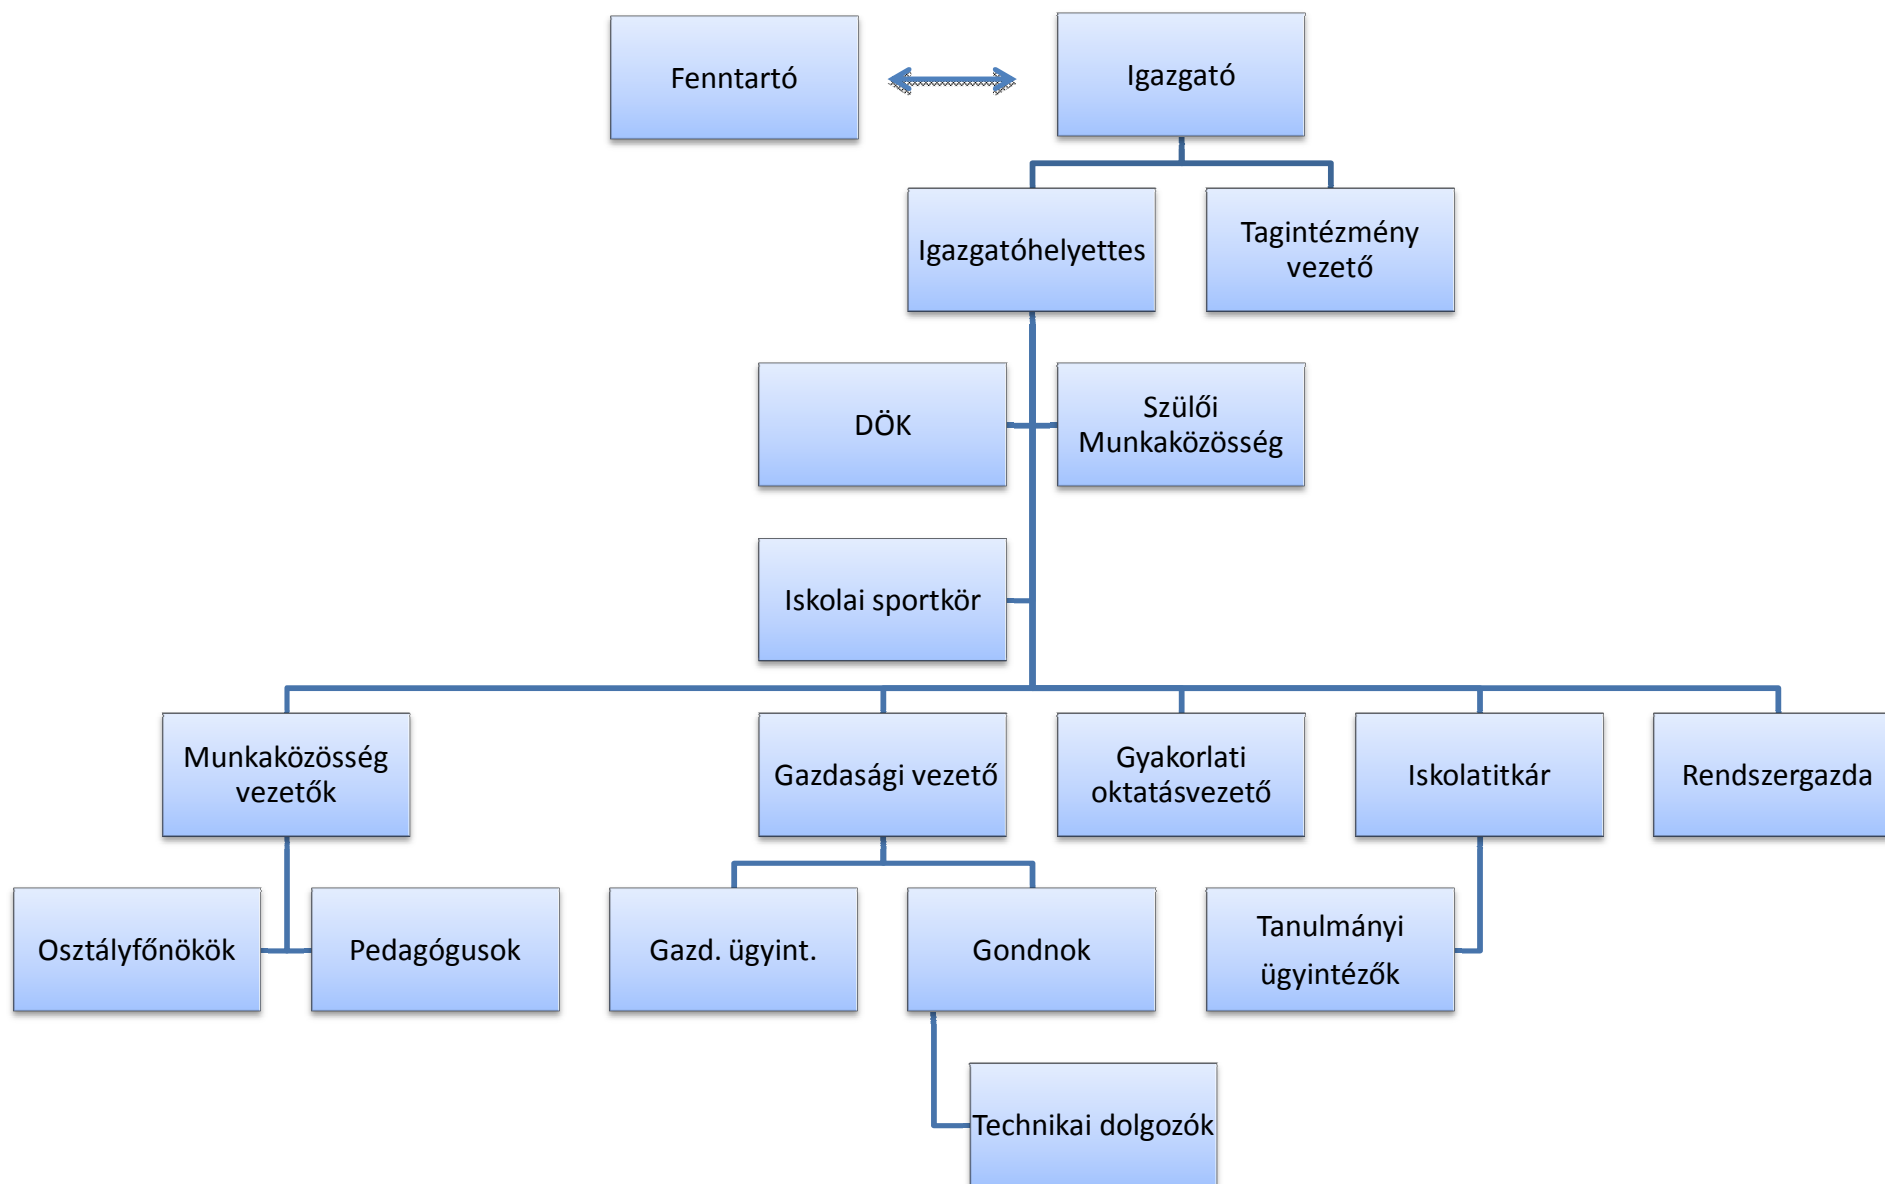 Fenntartó
Igazgató
Igazgatóhelyettes
Tagintézmény
vezető
DÖK
Szülői
Munkaközösség
Iskolai sportkör
Munkaközösség
vezetők
Gazdasági vezető
Gyakorlati
oktatásvezető
Iskolatitkár
Rendszergazda
Osztályfőnökök
Pedagógusok
Gazd. ügyint.
Gondnok
Tanulmányi
ügyintézők
Technikai dolgozók